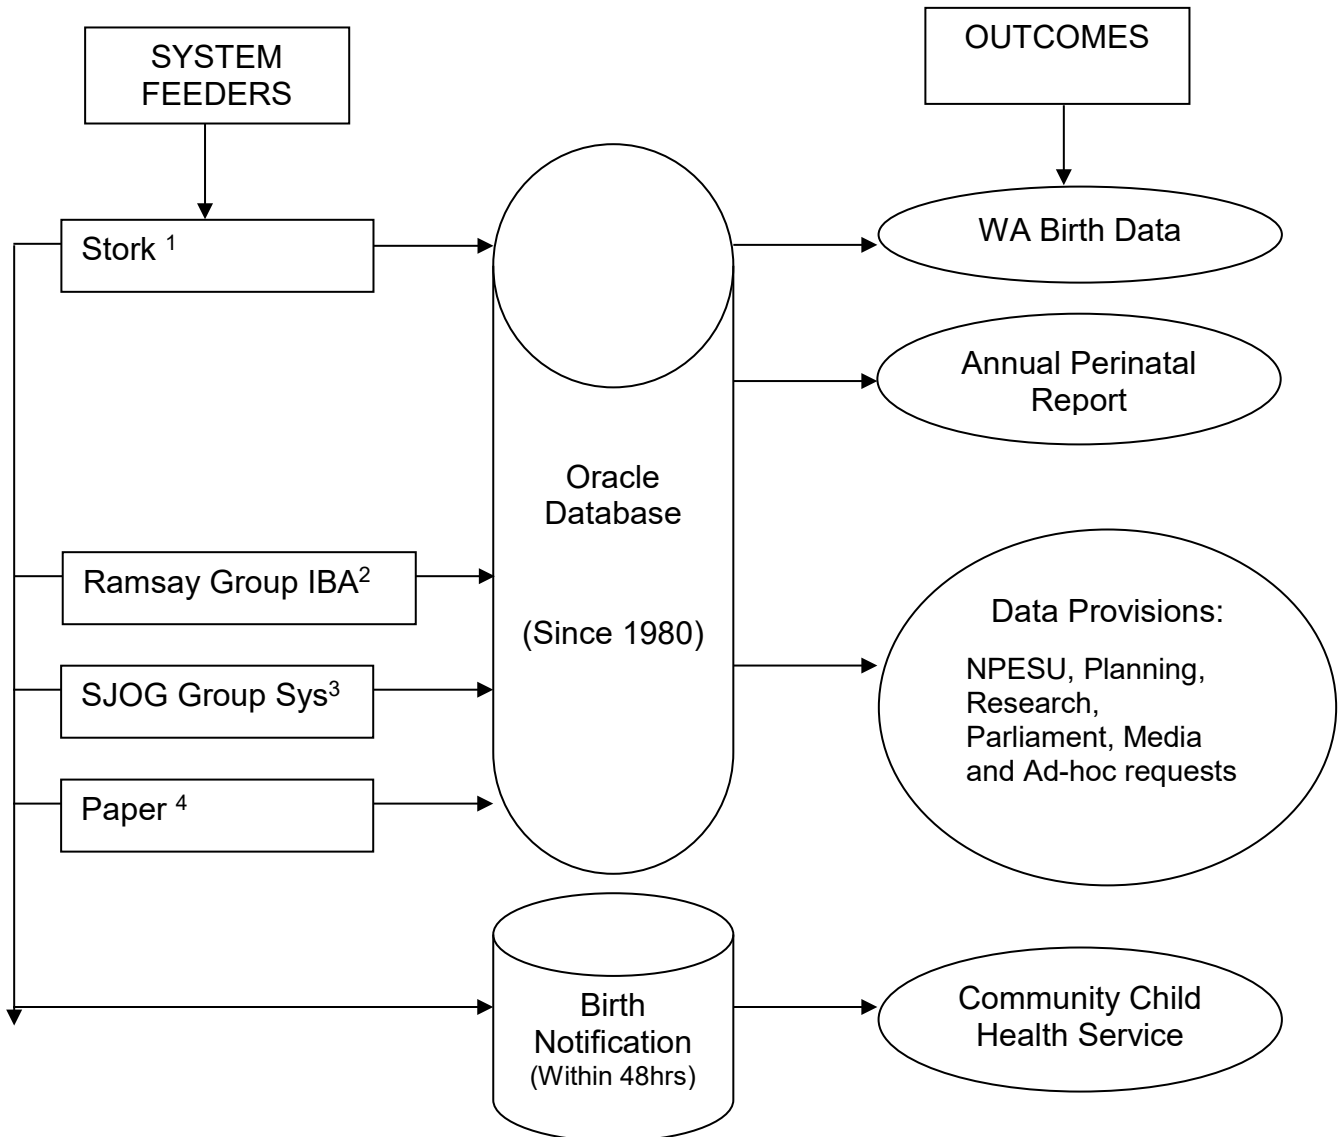 SYSTEM
FEEDERS
OUTCOMES
Stork ¹
WA Birth Data
Annual Perinatal
Report
Oracle
Database
(Since 1980)
Ramsay Group IBA²
SJOG Group Sys³
Paper ⁴
Data Provisions:
NPESU, Planning,
Research,
Parliament, Media
and Ad-hoc requests
Birth
Notification
(Within 48hrs)
Community Child
Health Service